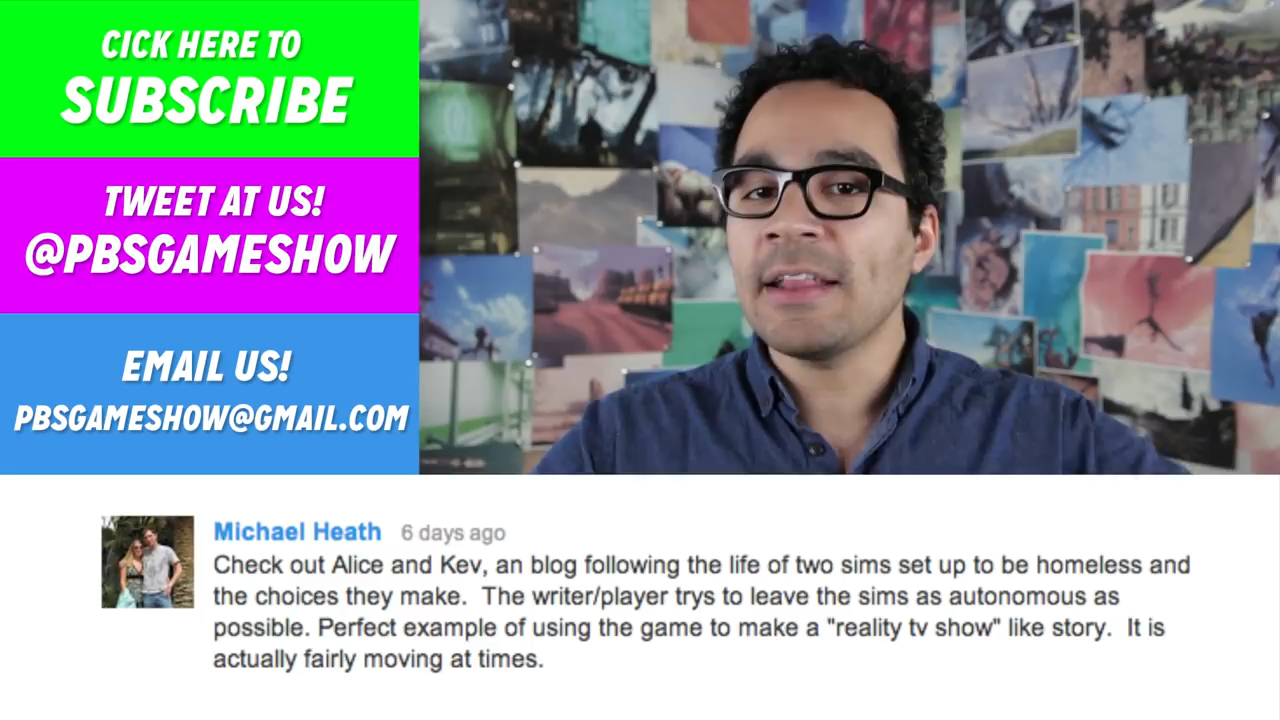 CICK HERE TO
SUBSCRIBE
TWEET AT US!
@PBSGAMESHOW
EMAIL US!
PBSGAMESHOW@GMAIL.COM
Michael Heath 6 days ago
Check out Alice and Kev, an blog following the life of two sims set up to be homeless and
the choices they make. The writer/player trys to leave the sims as autonomous as
possible. Perfect example of using the game to make a "reality tv show" like story. It is
actually fairly moving at times.